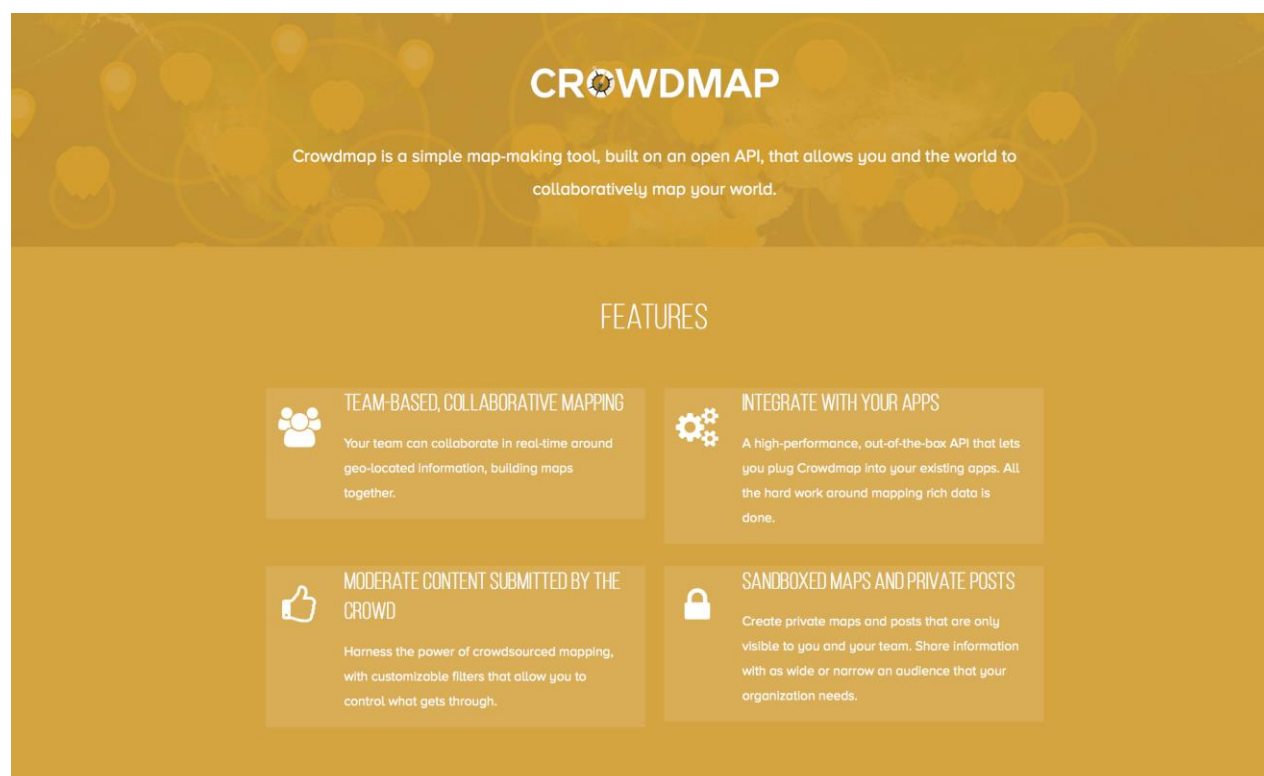 CROWDMAP
Crowdmap is a simple map-making tool, built on an open API, that allows you and the world to
collaboratively map your world.
FEATURES
TEAM-BASED, COLLABORATIVE MAPPING
Your team can collaborate in real-time around
geo-located information, building maps
together.
INTEGRATE WITH YOUR APPS
A high-performance, out-of-the-box API that lets
you plug Crowdmap into your existing apps. All
the hard work around mapping rich data is
done.
MODERATE CONTENT SUBMITTED BY THE
CROWD
Harness the power of crowdsourced mapping,
with customizable filters that allow you to
control what gets through.
SANDBOXED MAPS AND PRIVATE POSTS
Create private maps and posts that are only
visible to you and your team. Share information
with as wide or narrow an audience that your
organization needs.